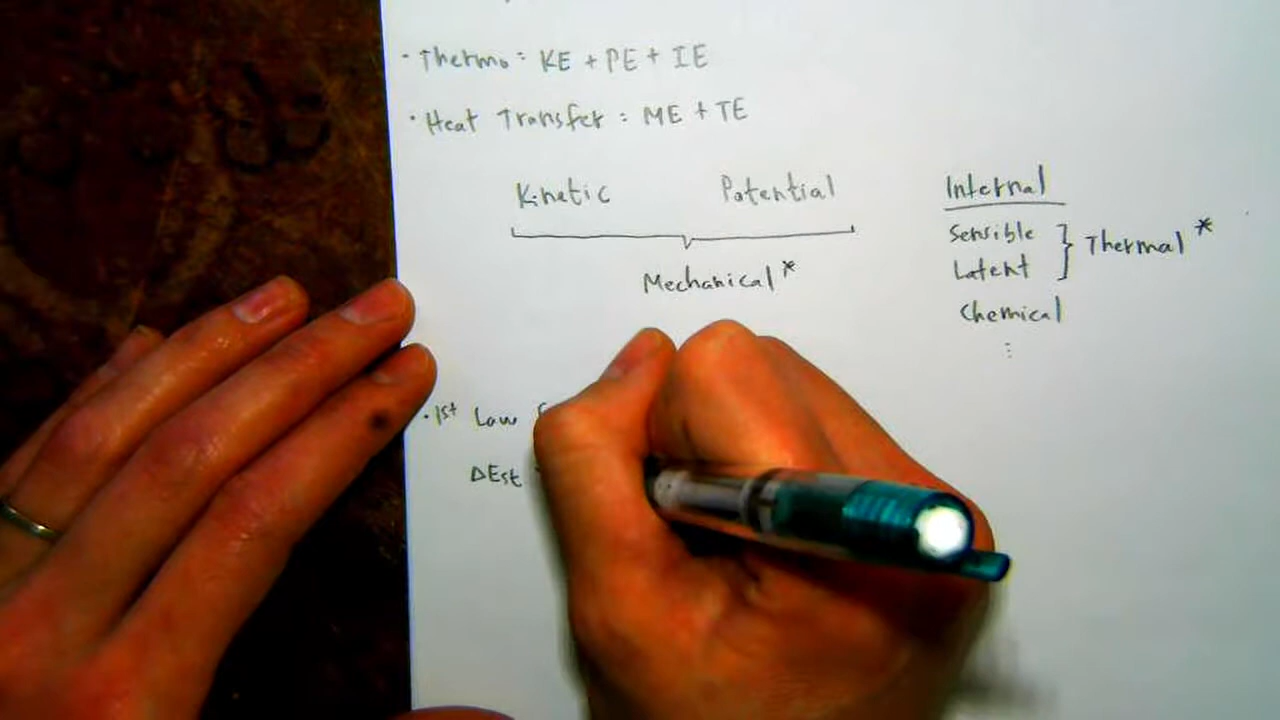 · Thermo: KE + PE + IE
· Heat Transfer: ME + TE
Kinetic Potential
Mechanical*
Internal
Sensible
Latent
} Thermal*
Chemical
⋮
· 1st Law
ΔEst